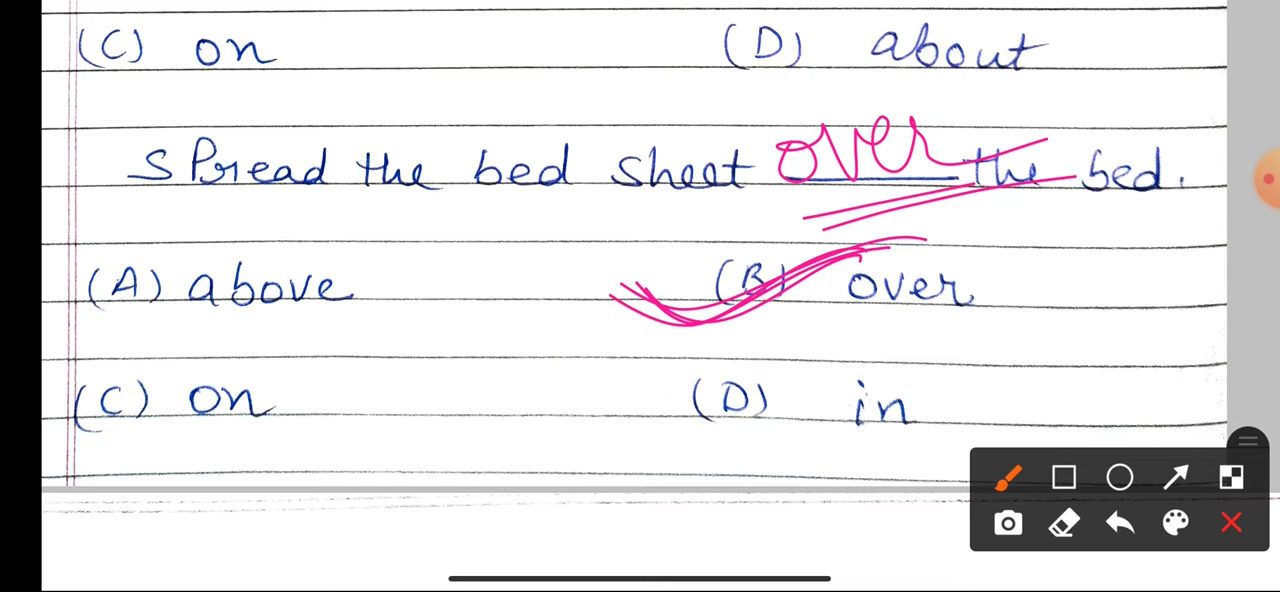 (C) on (D) about
SPread the bed sheet over the bed.
(A) above (B) over
(C) on (D) in